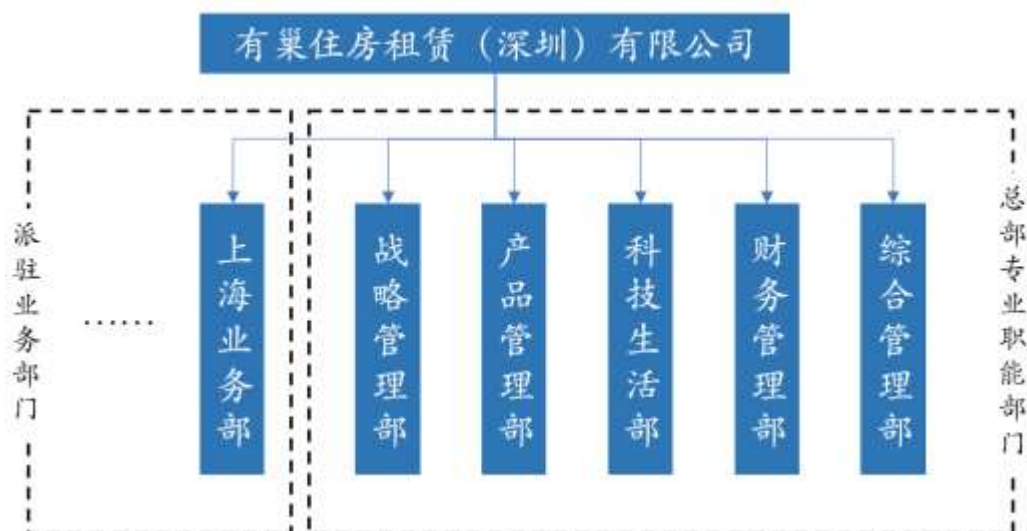 有巢住房租赁（深圳）有限公司
派驻业务部门
……
上海业务部
战略管理部
产品管理部
科技生活部
财务管理部
综合管理部
总部专业职能部门